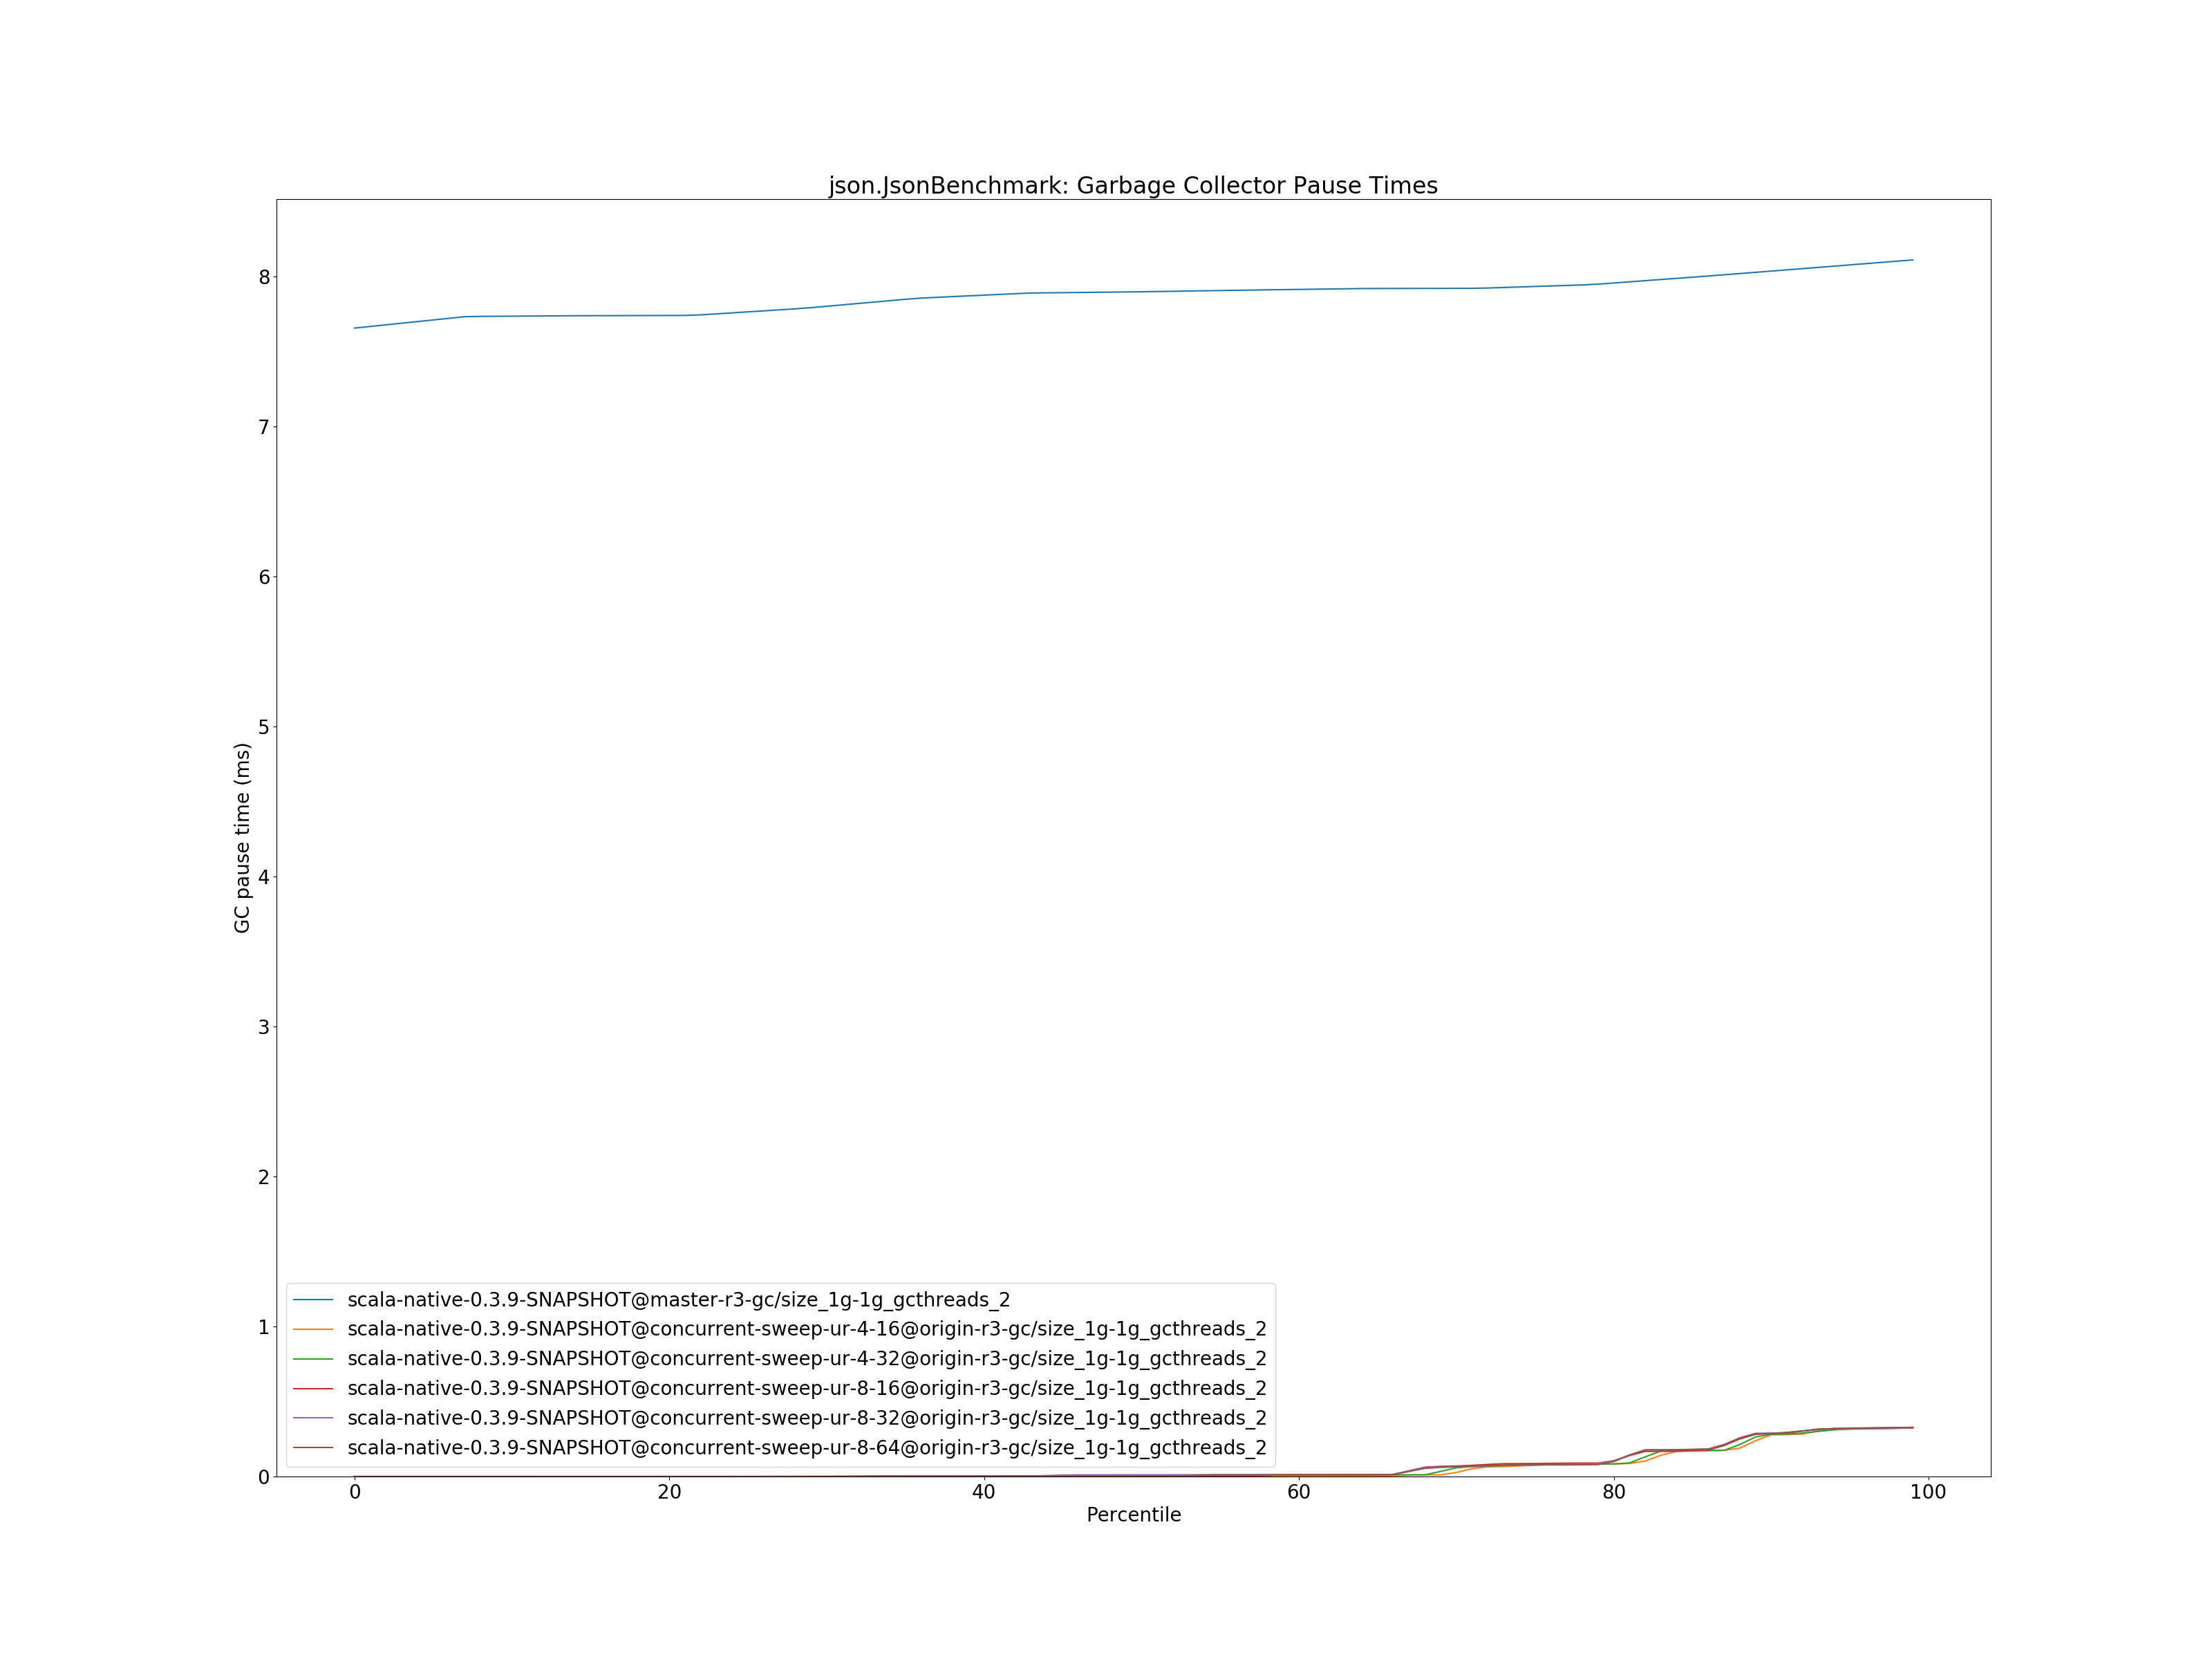 json.JsonBenchmark: Garbage Collector Pause Times
8
7
6
5
4
3
2
1
0
GC pause time (ms)
scala-native-0.3.9-SNAPSHOT@master-r3-gc/size_1g-1g_gcthreads_2
scala-native-0.3.9-SNAPSHOT@concurrent-sweep-ur-4-16@origin-r3-gc/size_1g-1g_gcthreads_2
scala-native-0.3.9-SNAPSHOT@concurrent-sweep-ur-4-32@origin-r3-gc/size_1g-1g_gcthreads_2
scala-native-0.3.9-SNAPSHOT@concurrent-sweep-ur-8-16@origin-r3-gc/size_1g-1g_gcthreads_2
scala-native-0.3.9-SNAPSHOT@concurrent-sweep-ur-8-32@origin-r3-gc/size_1g-1g_gcthreads_2
scala-native-0.3.9-SNAPSHOT@concurrent-sweep-ur-8-64@origin-r3-gc/size_1g-1g_gcthreads_2
0 20 40 60 80 100
Percentile